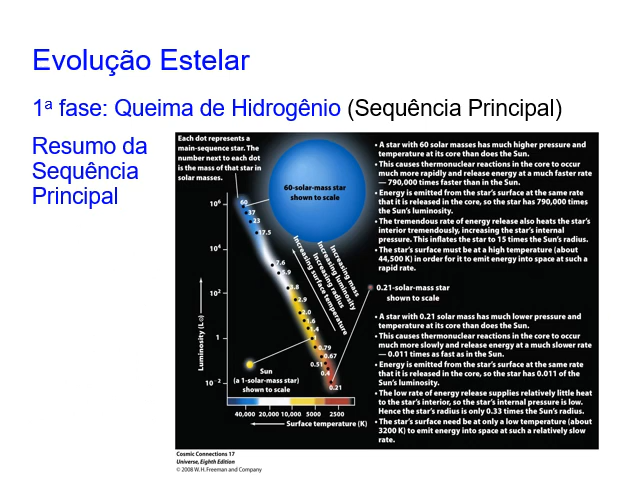 Evolução Estelar
1ª fase: Queima de Hidrogênio (Sequência Principal)
Resumo da
Sequência
Principal
Each dot represents a
main-sequence star. The
number next to each dot
is the mass of that star in
solar masses.
60-solar-mass star
shown to scale
10⁶
10⁴
10²
1
10⁻²
Luminosity (L☉)
60
37
23
17.5
7.6
5.9
3.8
2.9
2.0
1.6
1.4
1
0.79
0.67
0.51
0.4
0.21
Increasing mass
Increasing luminosity
Increasing radius
Increasing surface temperature
Sun
(a 1-solar-mass star)
shown to scale
40,000 20,000 10,000 5000 2500
Surface temperature (K)
• A star with 60 solar masses has much higher pressure and
temperature at its core than does the Sun.
• This causes thermonuclear reactions in the core to occur
much more rapidly and release energy at a much faster rate
— 790,000 times faster than in the Sun.
• Energy is emitted from the star's surface at the same rate
that it is released in the core, so the star has 790,000 times
the Sun's luminosity.
• The tremendous rate of energy release also heats the star's
interior tremendously, increasing the star's internal
pressure. This inflates the star to 15 times the Sun's radius.
• The star's surface must be at a high temperature (about
44,500 K) in order for it to emit energy into space at such a
rapid rate.
0.21-solar-mass star
shown to scale
• A star with 0.21 solar mass has much lower pressure and
temperature at its core than does the Sun.
• This causes thermonuclear reactions in the core to occur
much more slowly and release energy at a much slower rate
— 0.011 times as fast as in the Sun.
• Energy is emitted from the star's surface at the same rate
that it is released in the core, so the star has 0.011 of the
Sun's luminosity.
• The low rate of energy release supplies relatively little heat
to the star's interior, so the star's internal pressure is low.
Hence the star's radius is only 0.33 times the Sun's radius.
• The star's surface need be at only a low temperature (about
3200 K) to emit energy into space at such a relatively slow
rate.
Cosmic Connections 17
Universe, Eighth Edition
© 2008 W. H. Freeman and Company